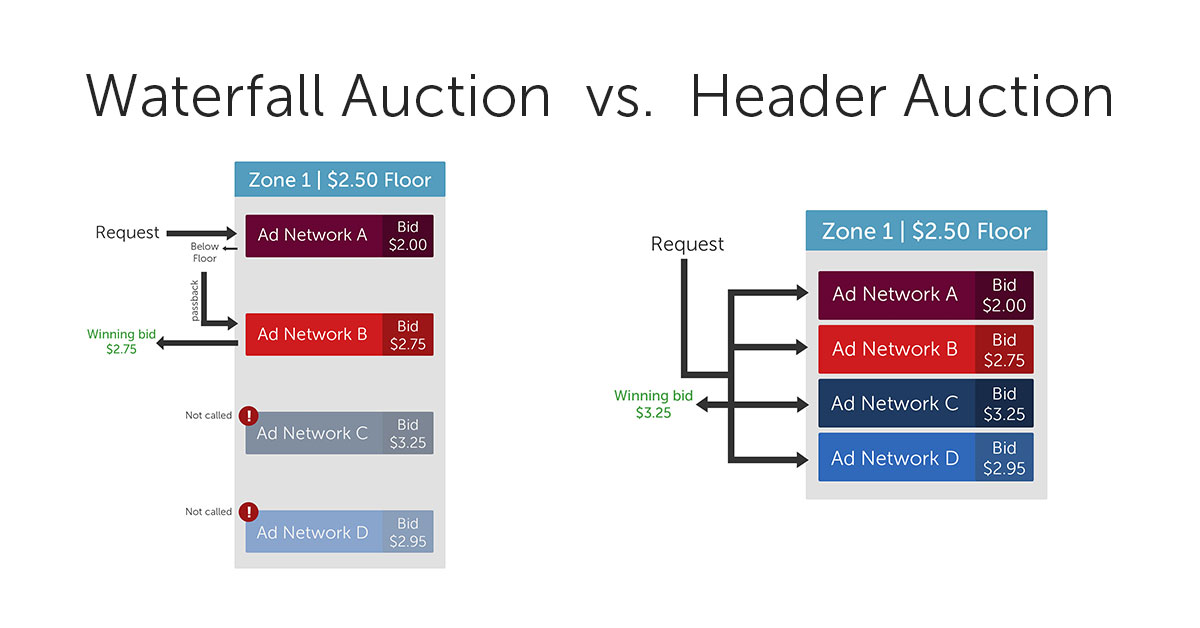 Waterfall Auction vs. Header Auction
Zone 1 | $2.50 Floor
Request
Ad Network A
Bid
$2.00
Below
Floor
passback
Ad Network B
Bid
$2.75
Winning bid
$2.75
Not called
!
Ad Network C
Bid
$3.25
Not called
!
Ad Network D
Bid
$2.95
Zone 1 | $2.50 Floor
Request
Ad Network A
Bid
$2.00
Ad Network B
Bid
$2.75
Winning bid
$3.25
Ad Network C
Bid
$3.25
Ad Network D
Bid
$2.95